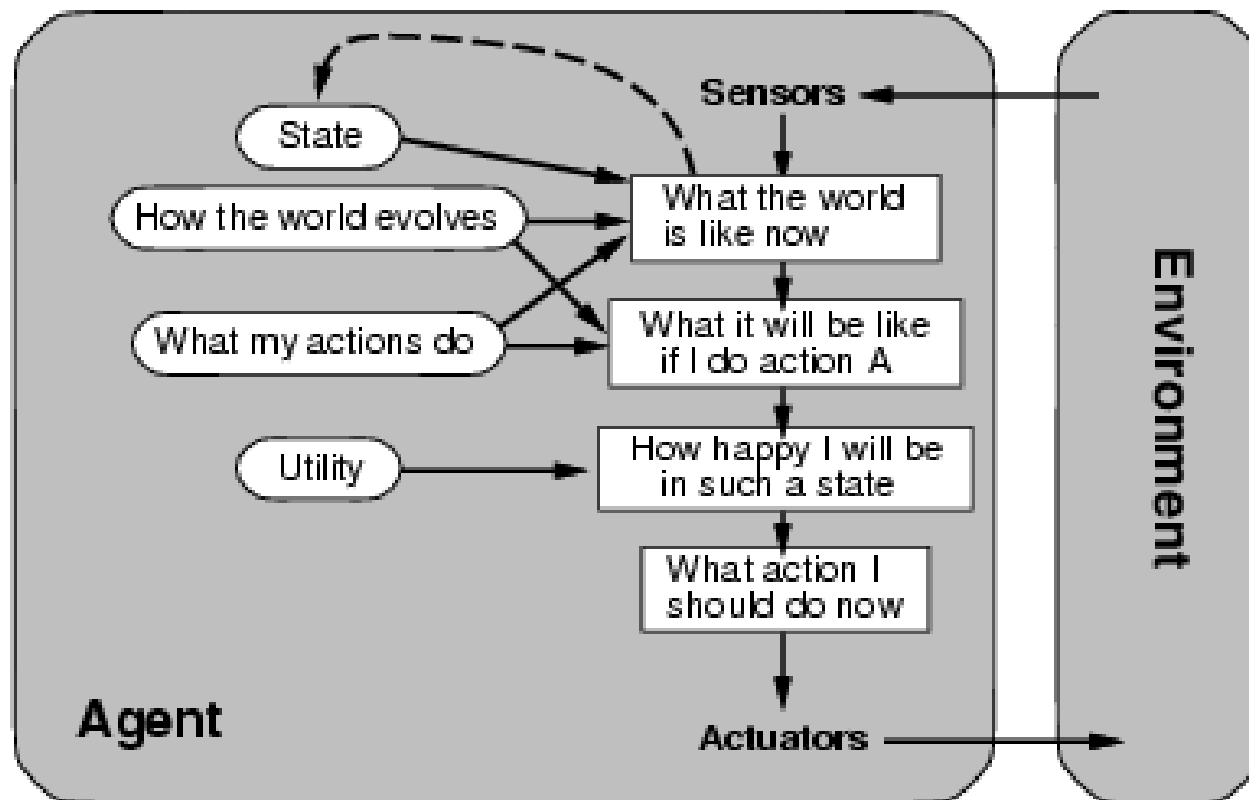 Sensors
State
What the world
is like now
How the world evolves
What it will be like
if I do action A
What my actions do
How happy I will be
in such a state
Utility
What action I
should do now
Agent
Actuators
Environment